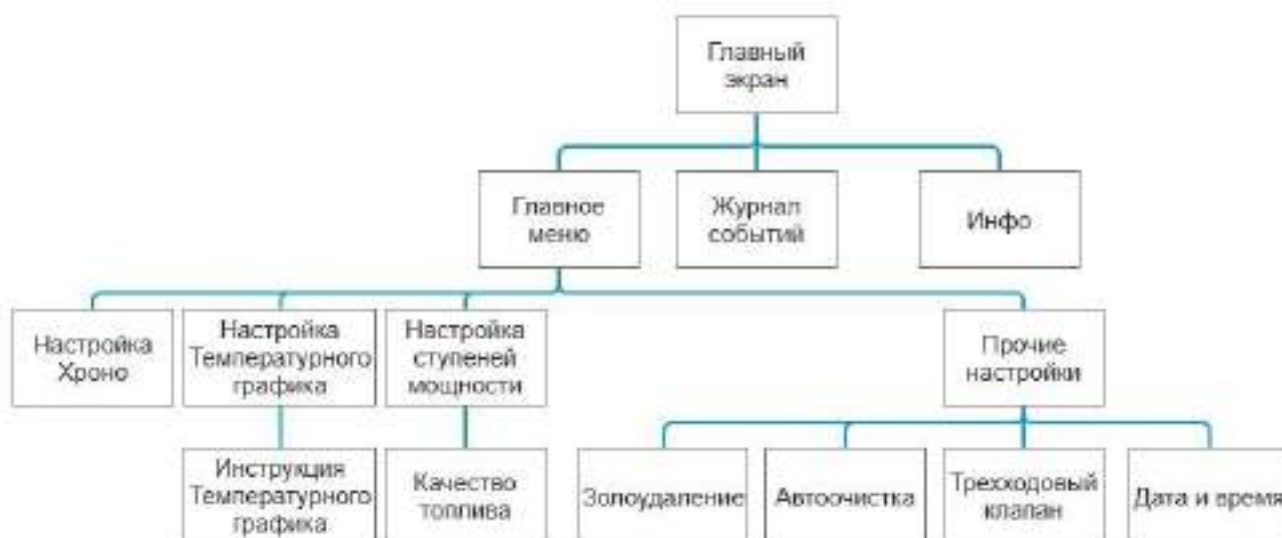 Главный
экран
Главное
меню
Журнал
событий
Инфо
Настройка
Хроно
Настройка
Температурного
графика
Настройка
ступеней
мощности
Прочие
настройки
Инструкция
Температурного
графика
Качество
топлива
Золоудаление
Автоочистка
Трехходовый
клапан
Дата и время